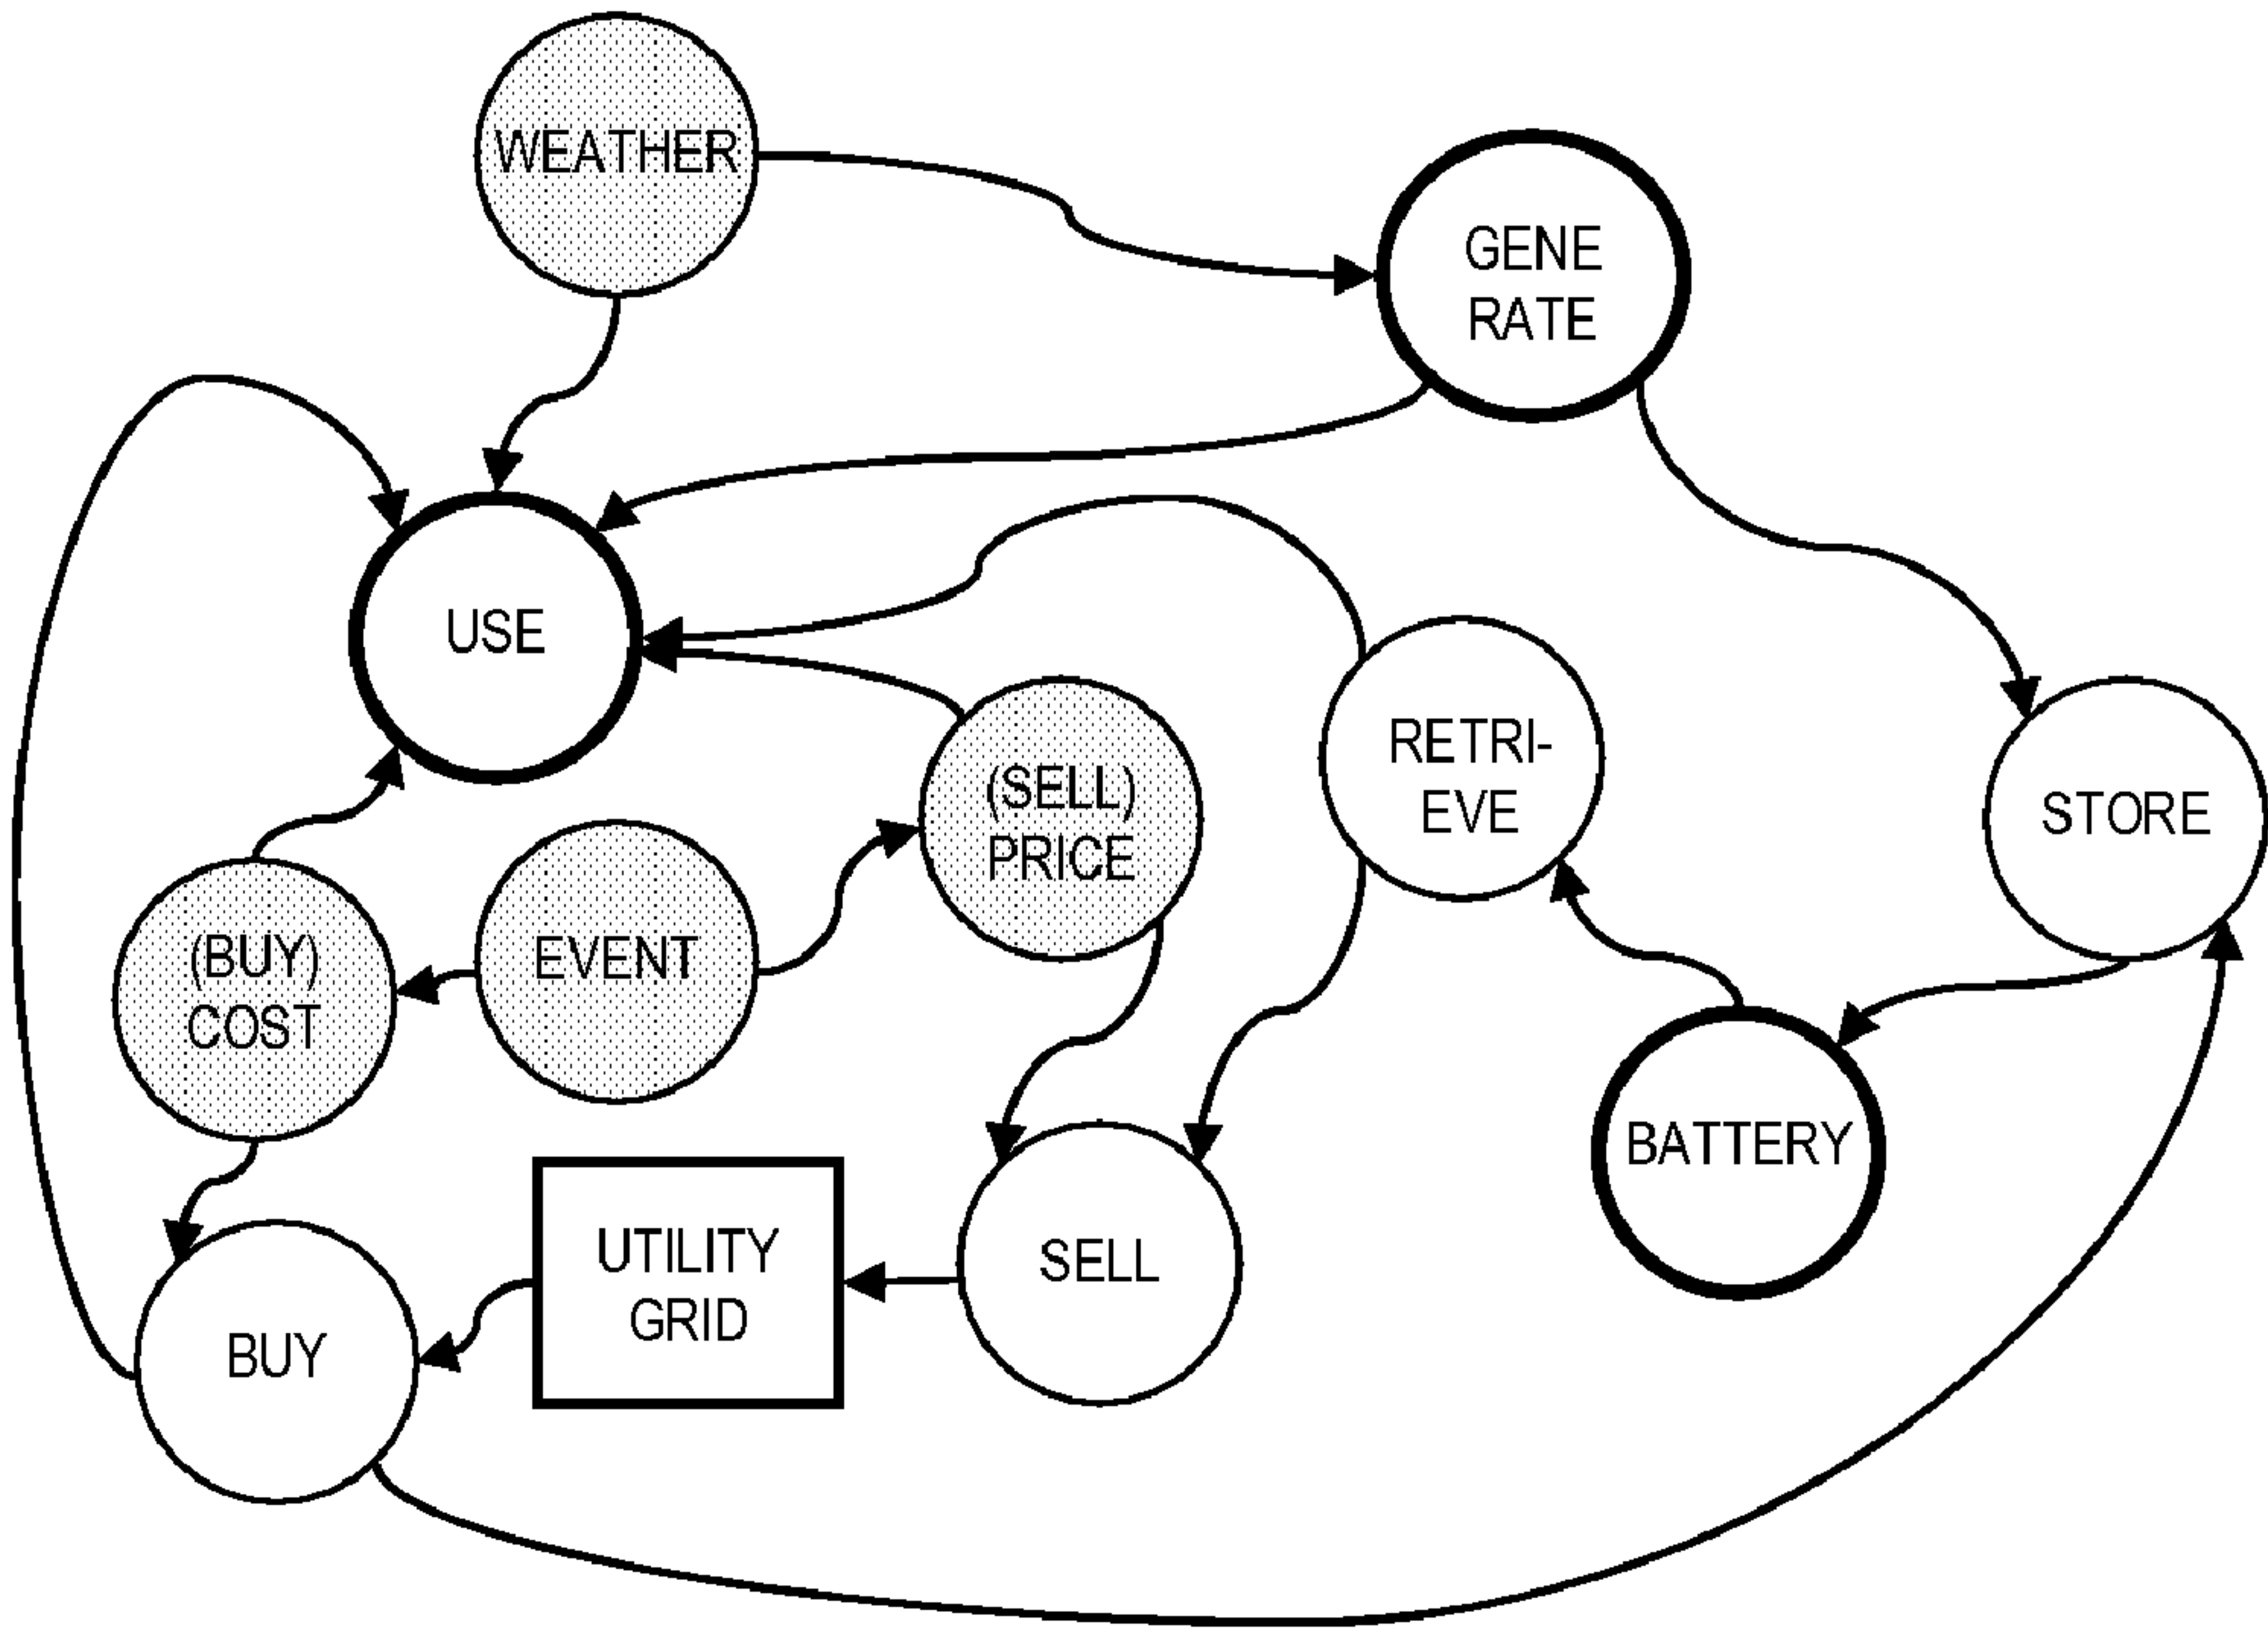 WEATHER
GENE
RATE
USE
RETRI-
EVE
(SELL)
PRICE
STORE
(BUY)
COST
EVENT
BATTERY
UTILITY
GRID
SELL
BUY